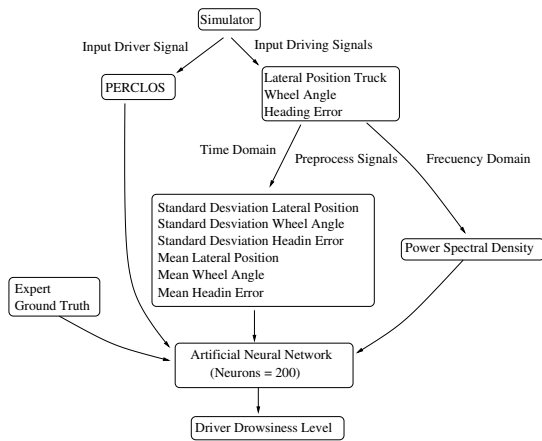 Simulator
Input Driver Signal
Input Driving Signals
PERCLOS
Lateral Position Truck
Wheel Angle
Heading Error
Time Domain
Preprocess Signals
Frecuency Domain
Standard Desviation Lateral Position
Standard Desviation Wheel Angle
Standard Desviation Headin Error
Mean Lateral Position
Mean Wheel Angle
Mean Headin Error
Power Spectral Density
Expert
Ground Truth
Artificial Neural Network
(Neurons = 200)
Driver Drowsiness Level